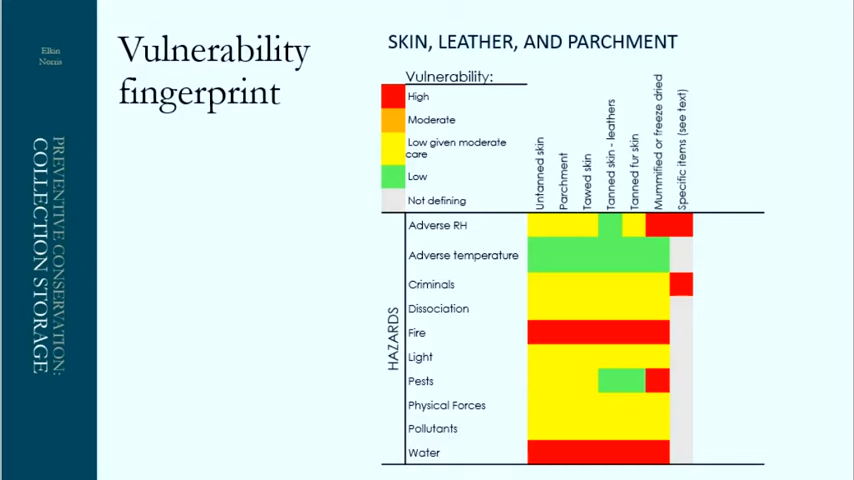 Elkin
Norris
PREVENTIVE CONSERVATION:
COLLECTION STORAGE
Vulnerability
fingerprint
SKIN, LEATHER, AND PARCHMENT
Vulnerability:
High
Moderate
Low given moderate
care
Low
Not defining
Untanned skin
Parchment
Tawed skin
Tanned skin - leathers
Tanned fur skin
Mummified or freeze dried
Specific items (see text)
HAZARDS
Adverse RH
Adverse temperature
Criminals
Dissociation
Fire
Light
Pests
Physical Forces
Pollutants
Water